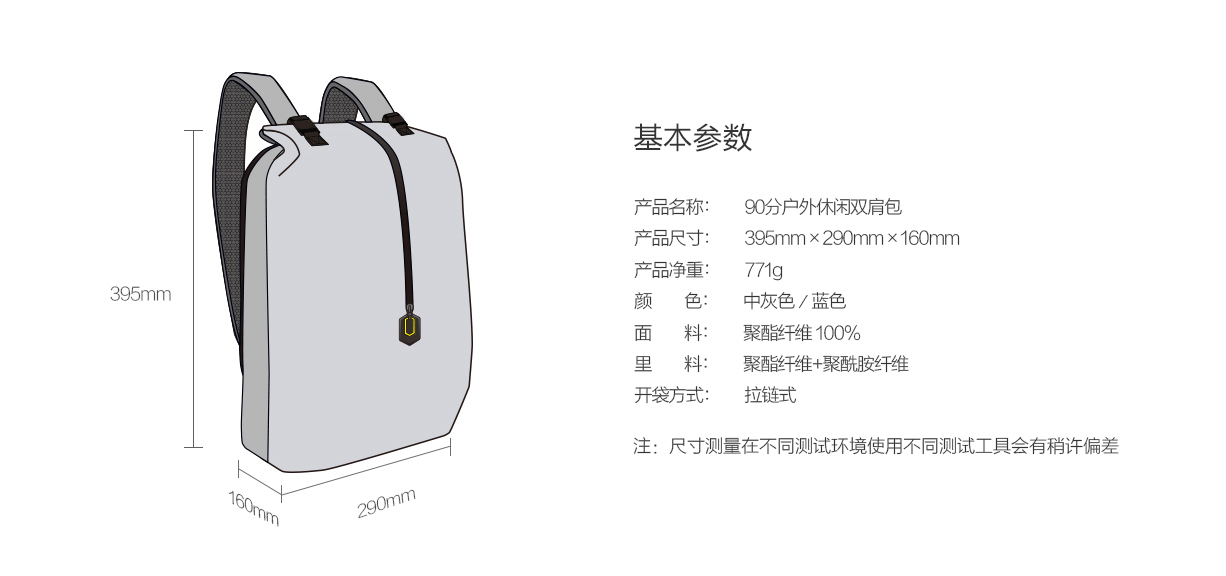 395mm
160mm
290mm
基本参数
产品名称： 90分户外休闲双肩包
产品尺寸： 395mm×290mm×160mm
产品净重： 771g
颜 色： 中灰色 / 蓝色
面 料： 聚酯纤维 100%
里 料： 聚酯纤维+聚酰胺纤维
开袋方式： 拉链式
注：尺寸测量在不同测试环境使用不同测试工具会有稍许偏差